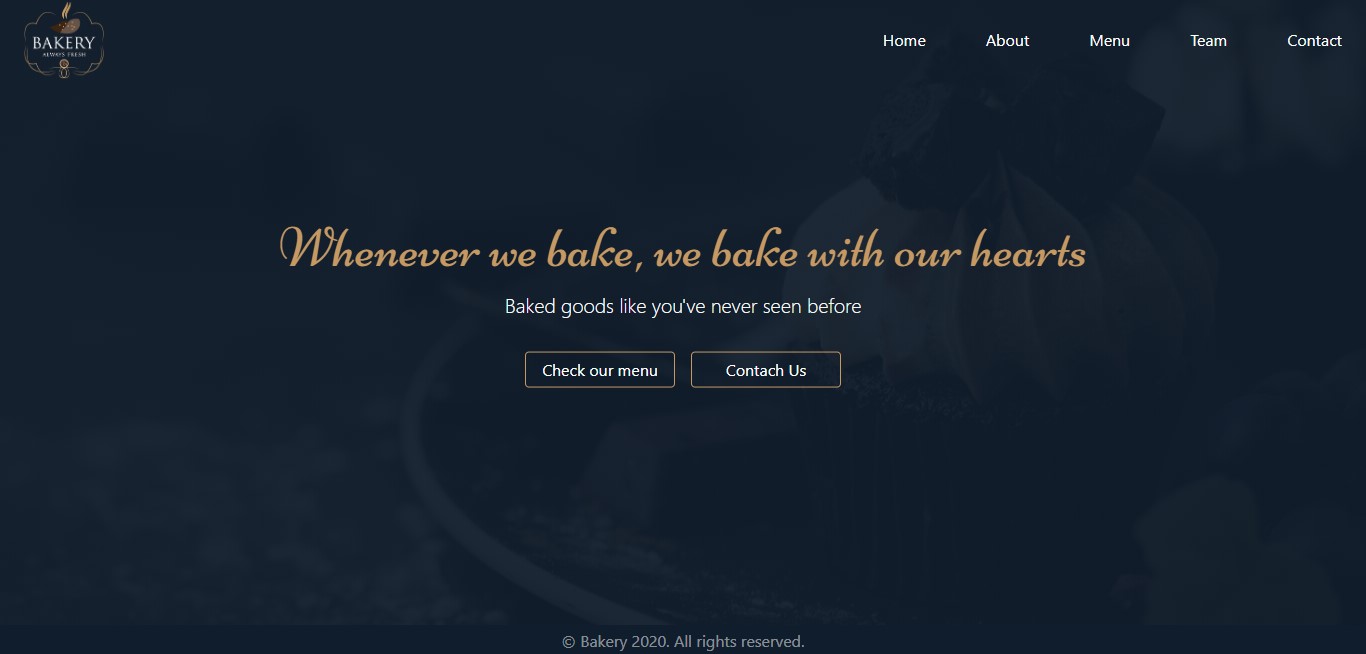 BAKERY
ALWAYS FRESH
Home About Menu Team Contact
Whenever we bake, we bake with our hearts
Baked goods like you've never seen before
Check our menu Contach Us
© Bakery 2020. All rights reserved.